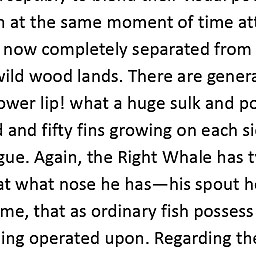 n at the same moment of time att
now completely separated from
wild wood lands. There are genera
ower lip! what a huge sulk and po
d and fifty fins growing on each si
gue. Again, the Right Whale has t
at what nose he has—his spout h
me, that as ordinary fish possess
ing operated upon. Regarding the